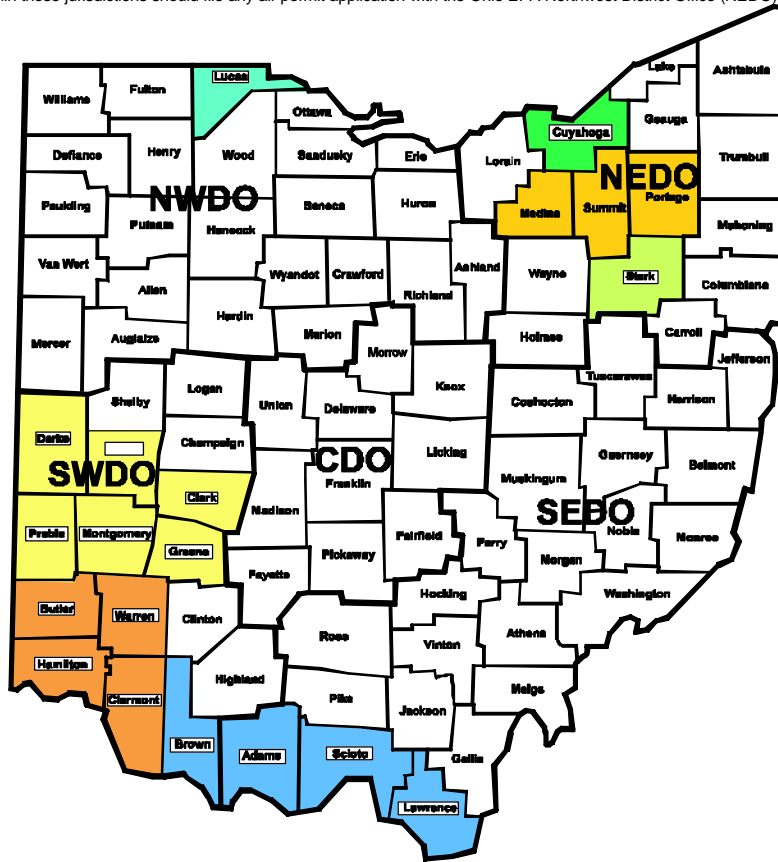 in these jurisdictions should file any air permit application with the Ohio EPA Northwest District Office (NEDO)
Lake
Ashtabula
Lucas
Fulton
Williams
Ottawa
Geauga
Cuyahoga
Defiance
Henry
Wood
Sandusky
Erie
Lorain
Trumbull
NEDO
Portage
Paulding
NWDO
Seneca
Huron
Medina
Summit
Putnam
Hancock
Mahoning
Van Wert
Wyandot
Crawford
Ashland
Wayne
Stark
Columbiana
Allen
Richland
Hardin
Mercer
Auglaize
Marion
Morrow
Holmes
Carroll
Jefferson
Logan
Knox
Tuscarawas
Shelby
Union
Delaware
Coshocton
Harrison
Darke
Champaign
Licking
Guernsey
Belmont
SWDO
CDO
Franklin
Muskingum
Clark
Madison
SEDO
Noble
Preble
Montgomery
Greene
Fairfield
Perry
Monroe
Pickaway
Morgan
Fayette
Hocking
Washington
Butler
Warren
Clinton
Ross
Athens
Vinton
Hamilton
Highland
Meigs
Clermont
Pike
Jackson
Brown
Adams
Scioto
Gallia
Lawrence